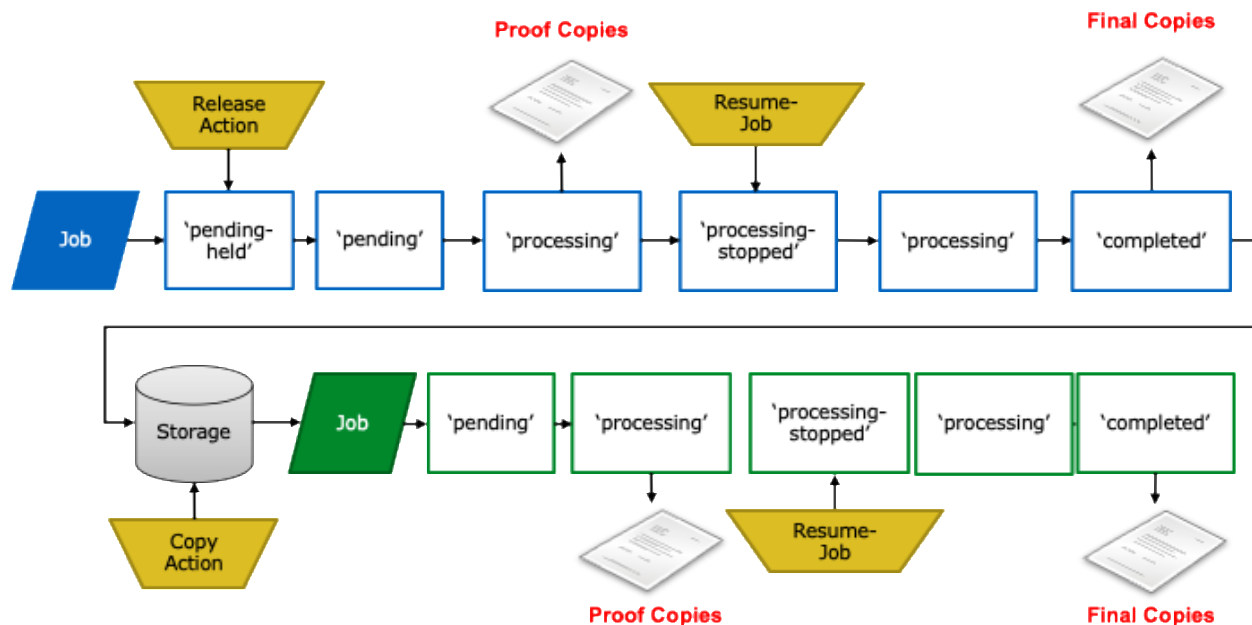 Proof Copies
Final Copies
Release
Action
Resume-
Job
Job
‘pending-
held’
‘pending’
‘processing’
‘processing-
stopped’
‘processing’
‘completed’
Storage
Job
‘pending’
‘processing’
‘processing-
stopped’
‘processing’
‘completed’
Copy
Action
Resume-
Job
Proof Copies
Final Copies